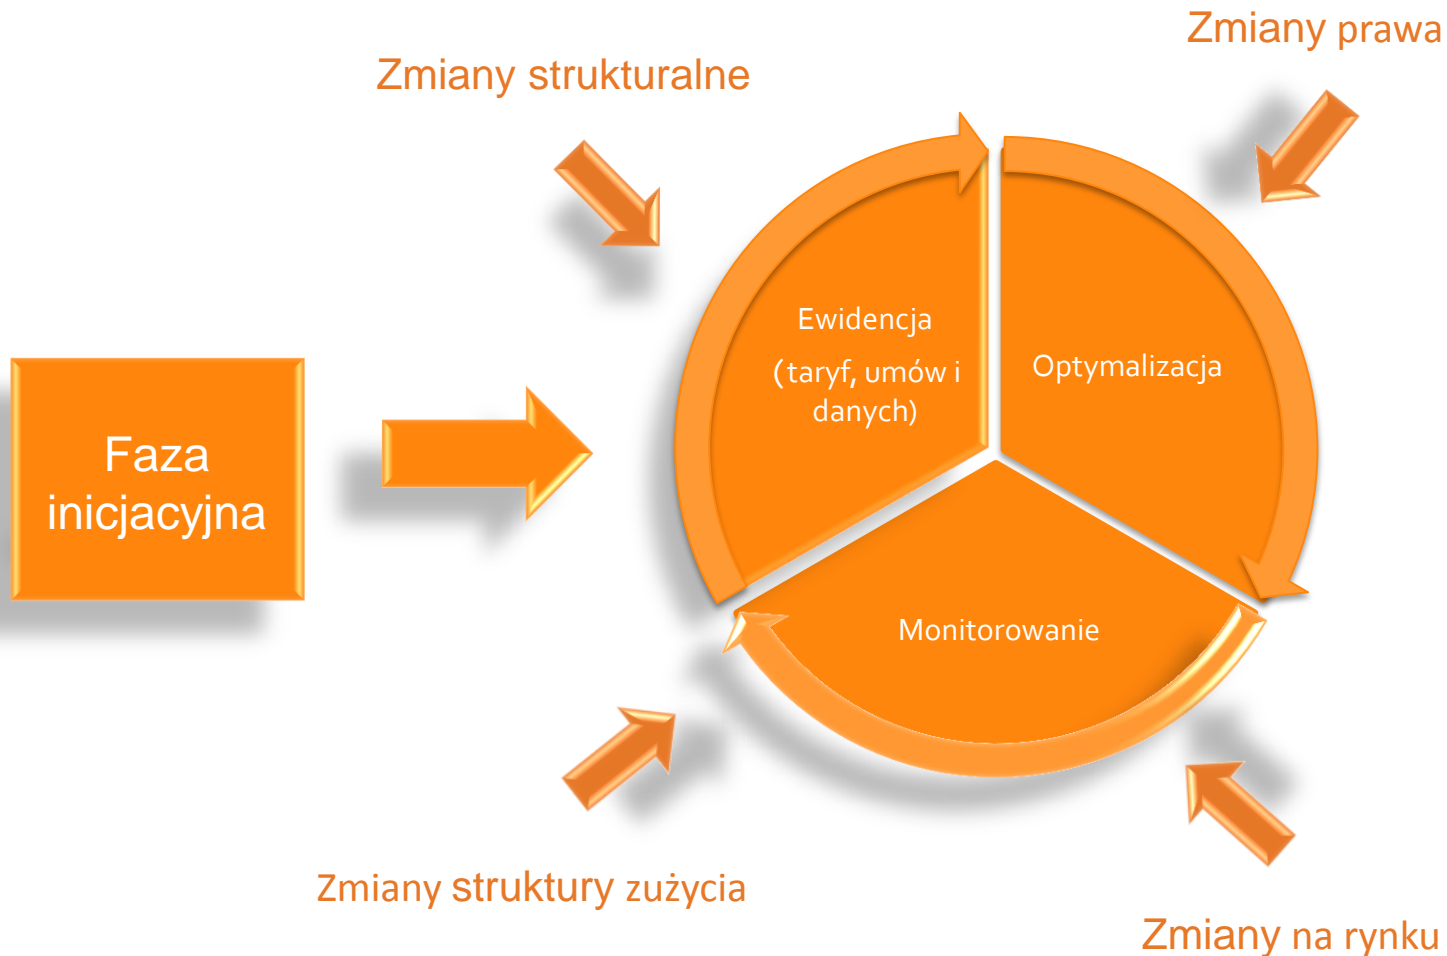 Zmiany prawa
Zmiany strukturalne
Ewidencja
(taryf, umów i
danych)
Optymalizacja
Faza
inicjacyjna
Monitorowanie
Zmiany struktury zużycia
Zmiany na rynku